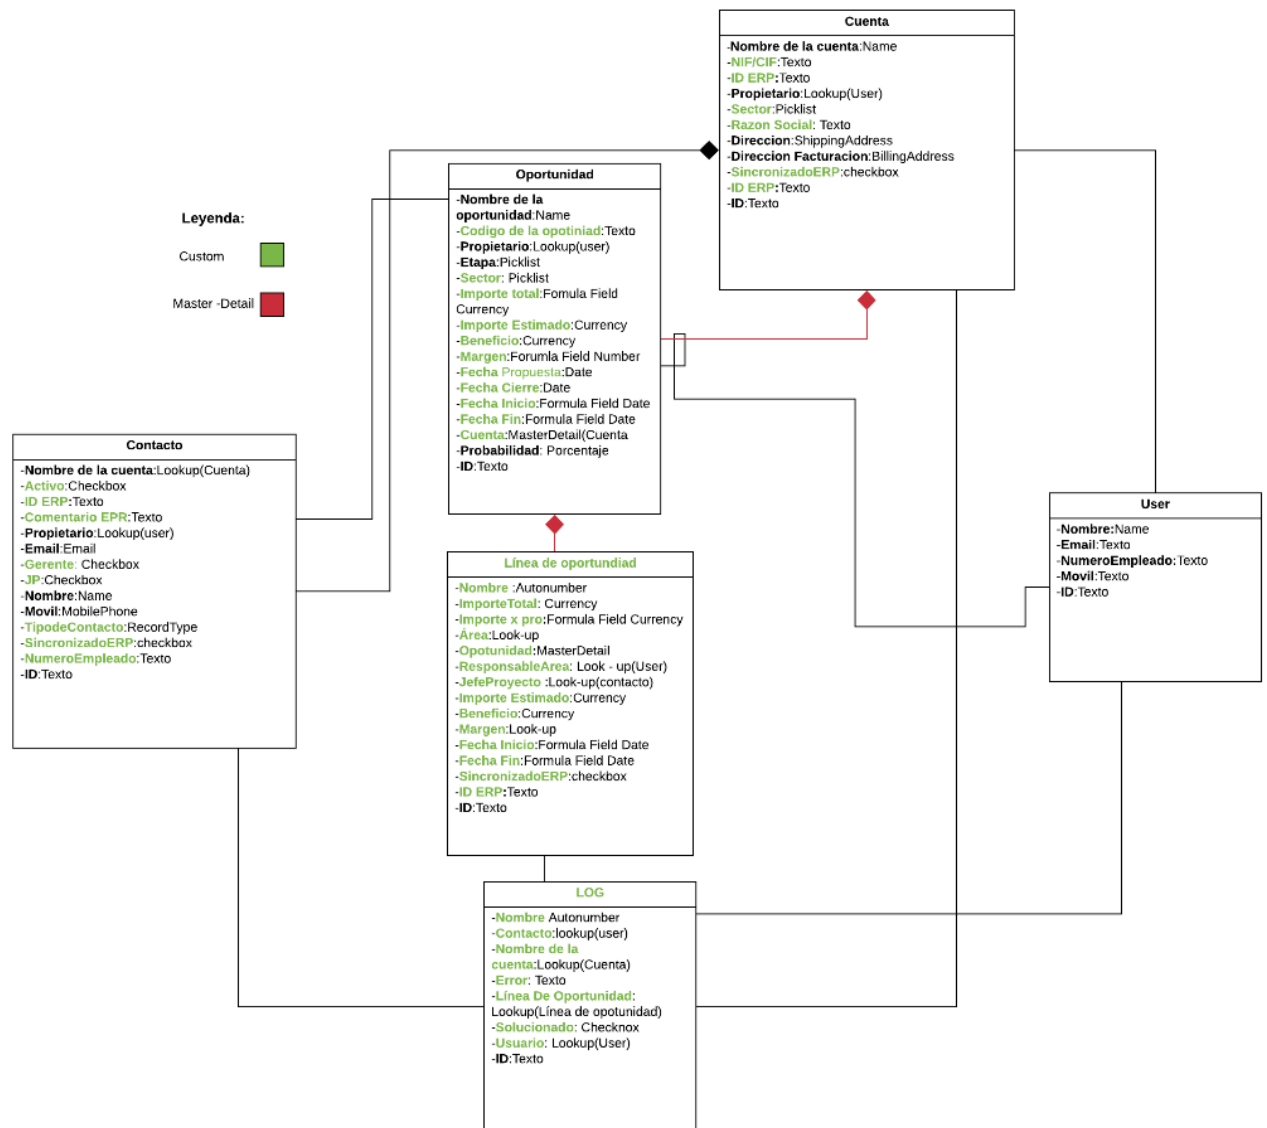 Cuenta
-Nombre de la cuenta:Name
-NIF/CIF:Texto
-ID ERP:Texto
-Propietario:Lookup(User)
-Sector:Picklist
-Razon Social: Texto
-Direccion:ShippingAddress
-Direccion Facturacion:BillingAddress
-SincronizadoERP:checkbox
-ID ERP:Texto
-ID:Texto
Oportunidad
-Nombre de la
oportunidad:Name
-Codigo de la opotiniad:Texto
-Propietario:Lookup(user)
-Etapa:Picklist
-Sector: Picklist
-Importe total:Fomula Field
Currency
-Importe Estimado:Currency
-Beneficio:Currency
-Margen:Forumla Field Number
-Fecha Propuesta:Date
-Fecha Cierre:Date
-Fecha Inicio:Formula Field Date
-Fecha Fin:Formula Field Date
-Cuenta:MasterDetail(Cuenta
-Probabilidad: Porcentaje
-ID:Texto
Leyenda:
Custom
Master -Detail
Contacto
-Nombre de la cuenta:Lookup(Cuenta)
-Activo:Checkbox
-ID ERP:Texto
-Comentario EPR:Texto
-Propietario:Lookup(user)
-Email:Email
-Gerente: Checkbox
-JP:Checkbox
-Nombre:Name
-Movil:MobilePhone
-TipodeContacto:RecordType
-SincronizadoERP:checkbox
-NumeroEmpleado:Texto
-ID:Texto
User
-Nombre:Name
-Email:Texto
-NumeroEmpleado:Texto
-Movil:Texto
-ID:Texto
Línea de oportundiad
-Nombre :Autonumber
-ImporteTotal: Currency
-Importe x pro:Formula Field Currency
-Área:Look-up
-Opotunidad:MasterDetail
-ResponsableArea: Look - up(User)
-JefeProyecto :Look-up(contacto)
-Importe Estimado:Currency
-Beneficio:Currency
-Margen:Look-up
-Fecha Inicio:Formula Field Date
-Fecha Fin:Formula Field Date
-SincronizadoERP:checkbox
-ID ERP:Texto
-ID:Texto
LOG
-Nombre Autonumber
-Contacto:lookup(user)
-Nombre de la
cuenta:Lookup(Cuenta)
-Error: Texto
-Línea De Oportunidad:
Lookup(Línea de opotunidad)
-Solucionado: Checknox
-Usuario: Lookup(User)
-ID:Texto